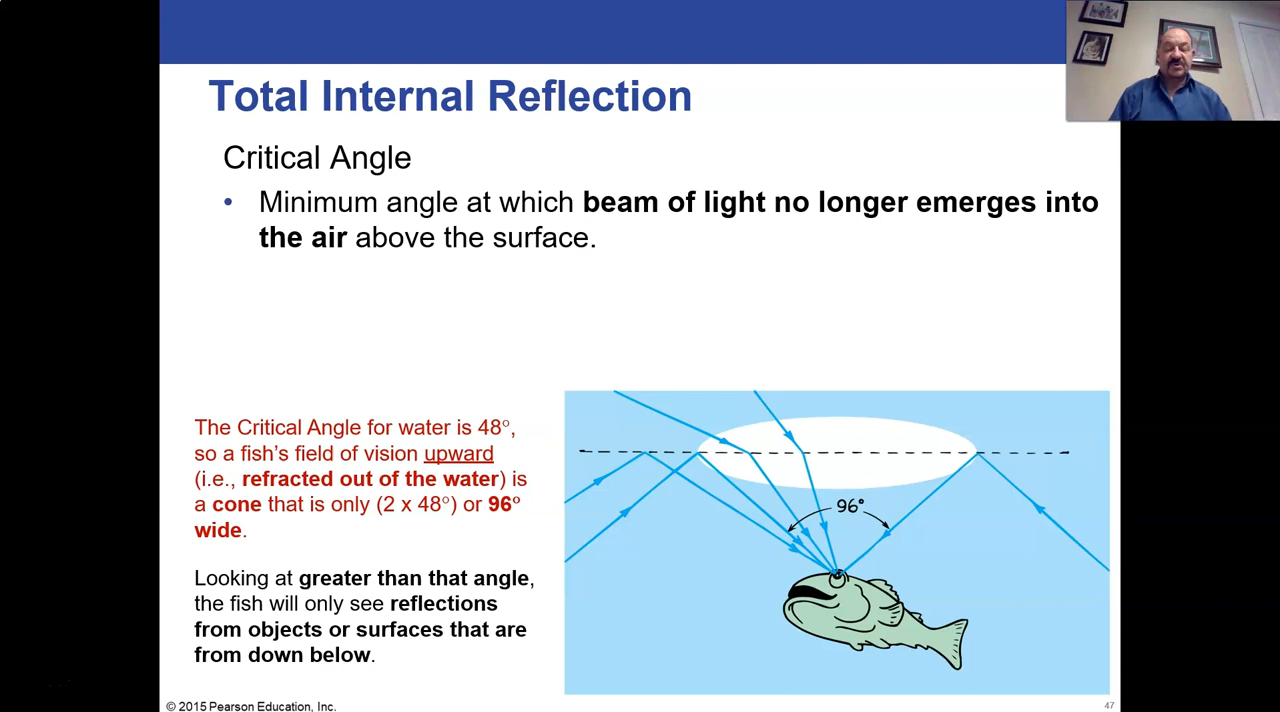 Total Internal Reflection
Critical Angle
• Minimum angle at which beam of light no longer emerges into
the air above the surface.
The Critical Angle for water is 48°,
so a fish’s field of vision upward
(i.e., refracted out of the water) is
a cone that is only (2 x 48°) or 96°
wide.
96°
Looking at greater than that angle,
the fish will only see reflections
from objects or surfaces that are
from down below.
© 2015 Pearson Education, Inc.
47